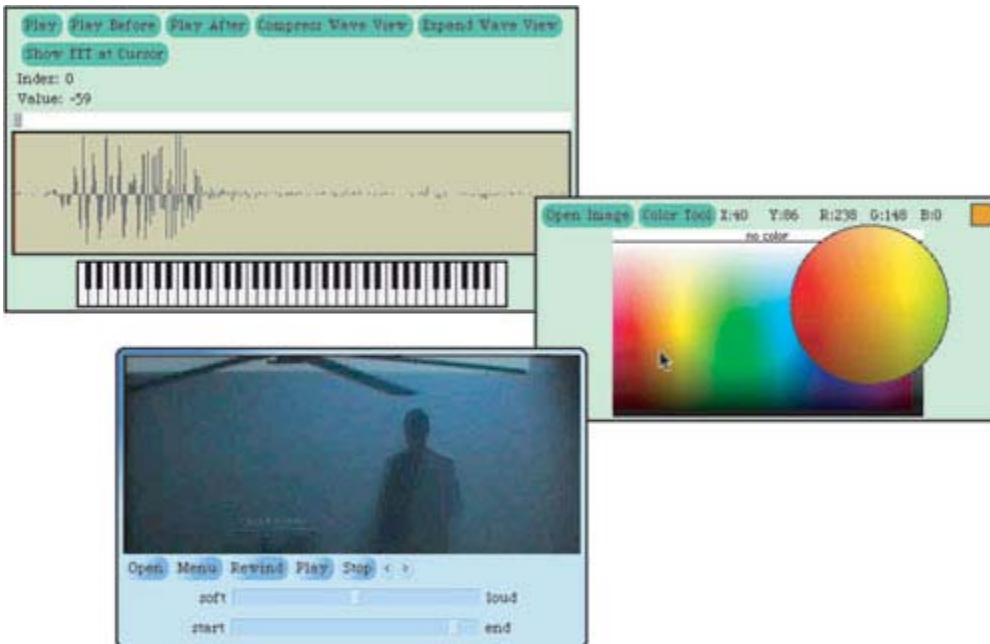 Play Play Before Play After Compress Wave View Expand Wave View
Show FFT at Cursor
Index: 0
Value: -59
Open Image Color Tool X:40 Y:86 R:238 G:148 B:0
no color
Open Menu Rewind Play Stop < >
soft loud
start end